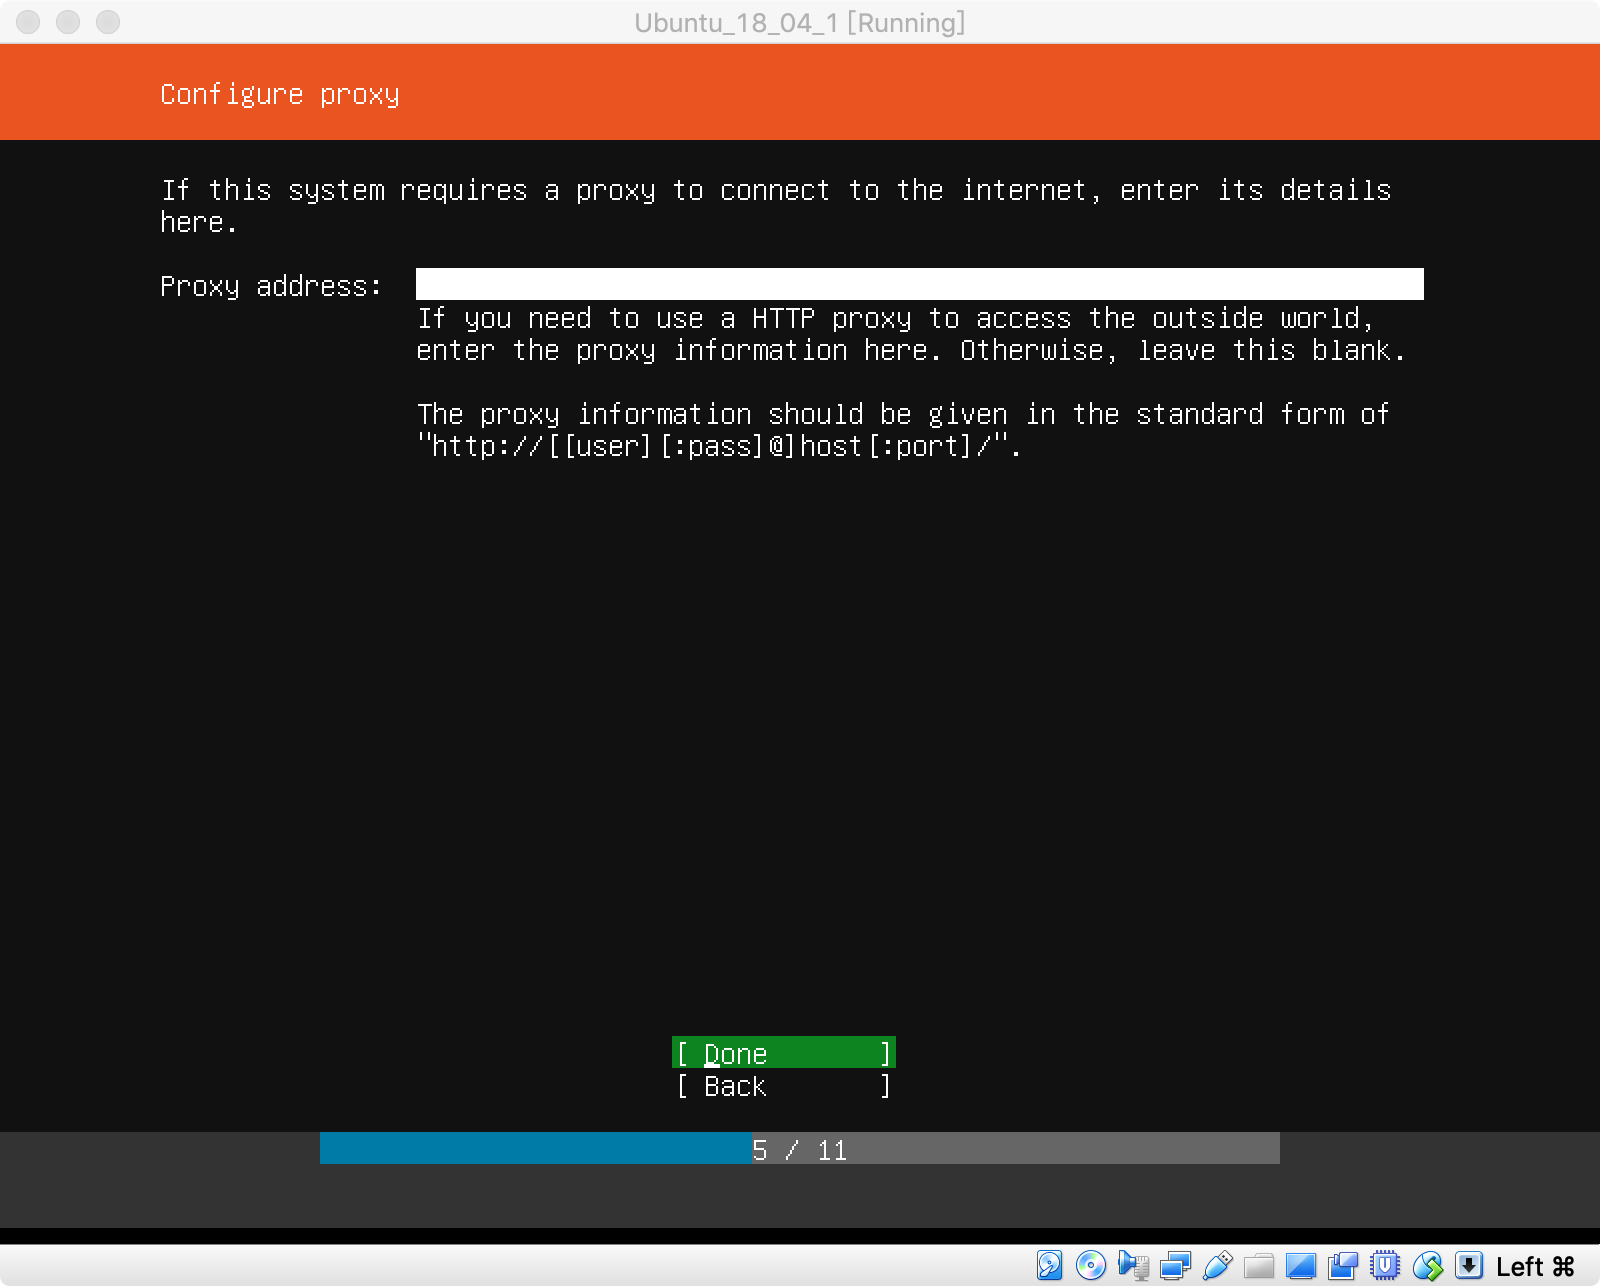 Ubuntu_18_04_1 [Running]
Configure proxy
If this system requires a proxy to connect to the internet, enter its details
here.
Proxy address:
If you need to use a HTTP proxy to access the outside world,
enter the proxy information here. Otherwise, leave this blank.
The proxy information should be given in the standard form of
"http://[[user][:pass]@]host[:port]/".
[ Done ]
[ Back ]
5 / 11
Left ⌘